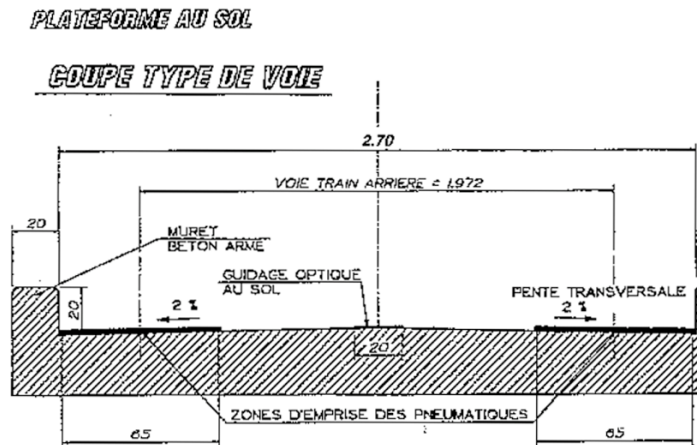 PLATEFORME AU SOL
COUPE TYPE DE VOIE
2.70
VOIE TRAIN ARRIERE = 1.972
20
MURET
BETON ARME
GUIDAGE OPTIQUE
AU SOL
PENTE TRANSVERSALE
2 %
2 %
20
20
ZONES D'EMPRISE DES PNEUMATIQUES
65
65